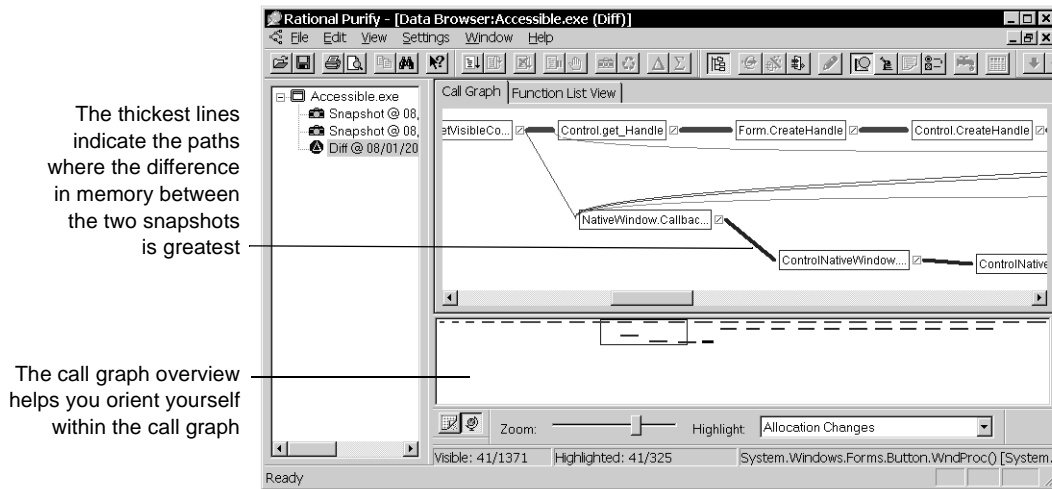 Rational Purify - [Data Browser:Accessible.exe (Diff)]
File Edit View Settings Window Help
The thickest lines
indicate the paths
where the difference
in memory between
the two snapshots
is greatest
Accessible.exe
Snapshot @ 08,
Snapshot @ 08,
Diff @ 08/01/20
Call Graph Function List View
etVisibleCo... Control.get_Handle Form.CreateHandle Control.CreateHandle
NativeWindow.Callbac...
ControlNativeWindow.... ControlNative
The call graph overview
helps you orient yourself
within the call graph
Zoom: Highlight: Allocation Changes
Visible: 41/1371 Highlighted: 41/325 System.Windows.Forms.Button.WndProc() [System.
Ready